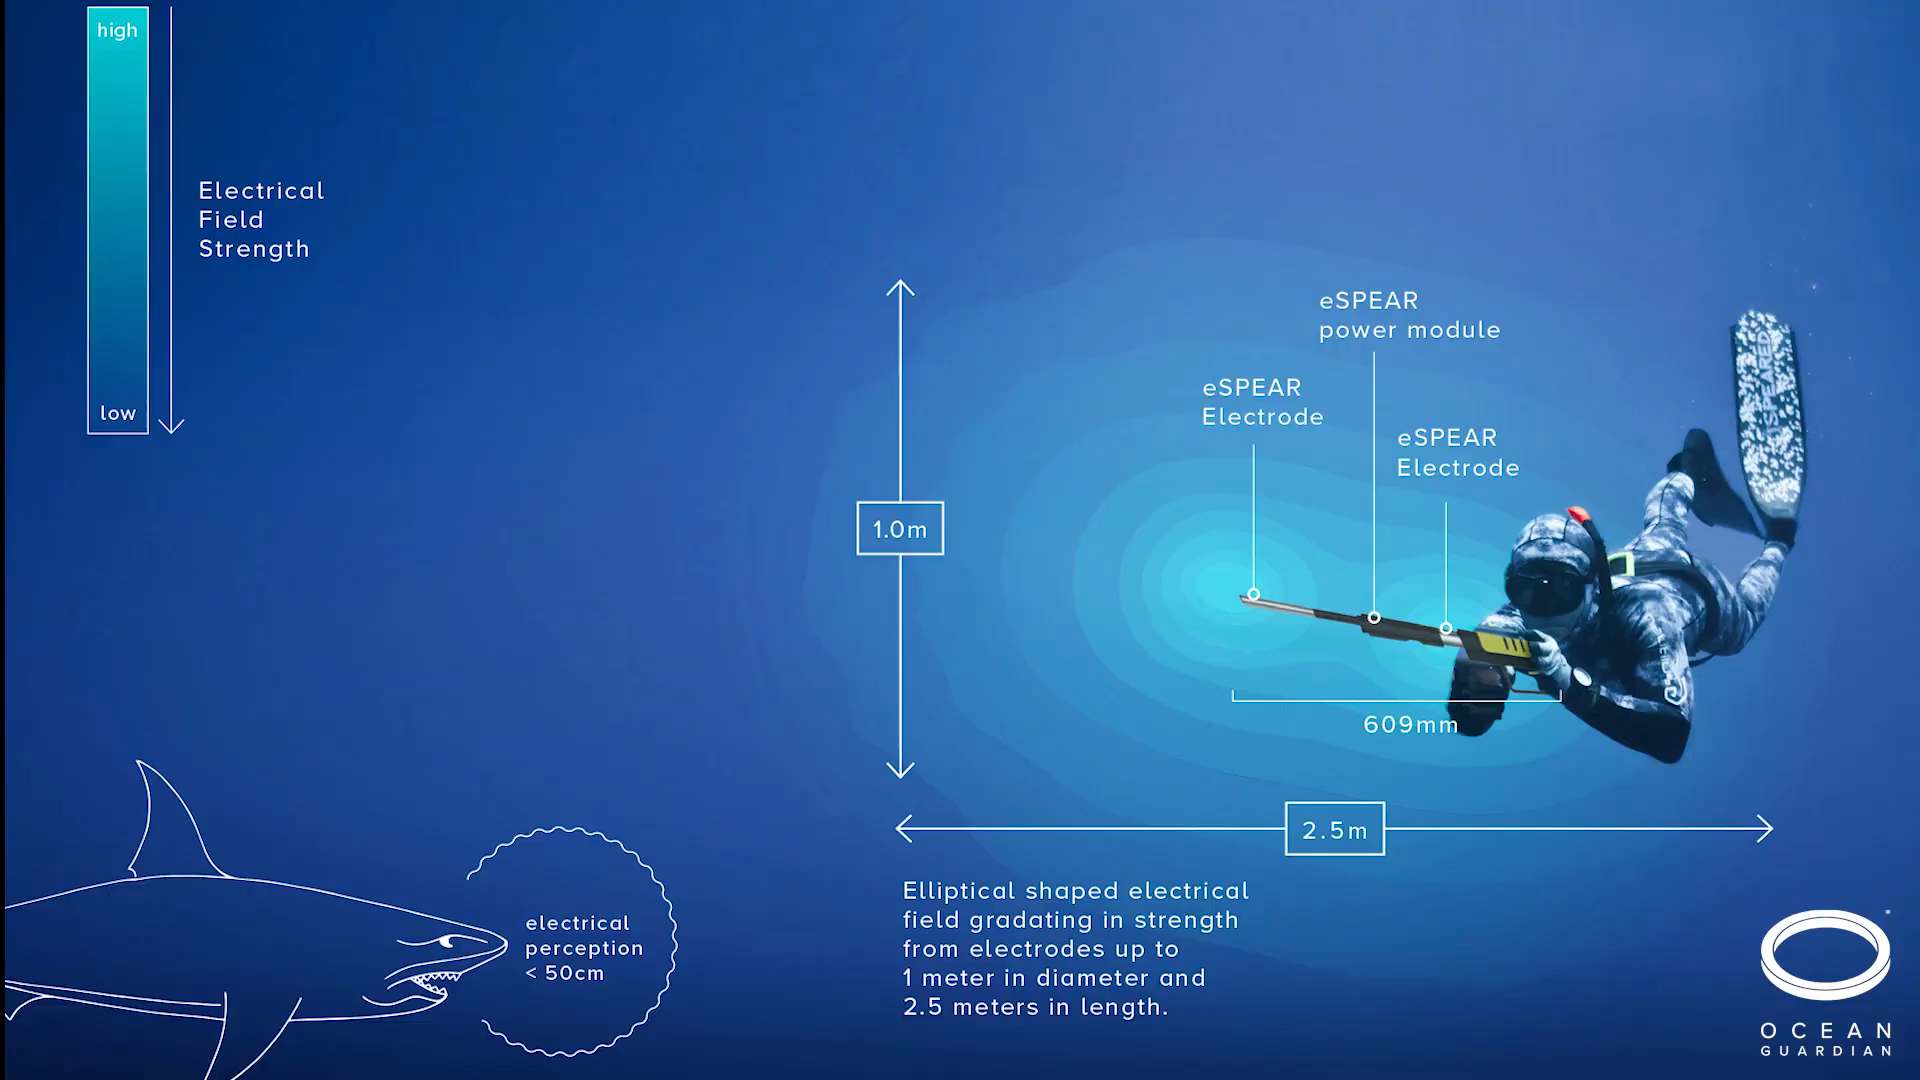 high
Electrical
Field
Strength
low
eSPEAR
power module
eSPEAR
Electrode
eSPEAR
Electrode
1.0m
609mm
2.5m
Elliptical shaped electrical
field gradating in strength
from electrodes up to
1 meter in diameter and
2.5 meters in length.
electrical
perception
< 50cm
SPEARED
OCEAN
GUARDIAN